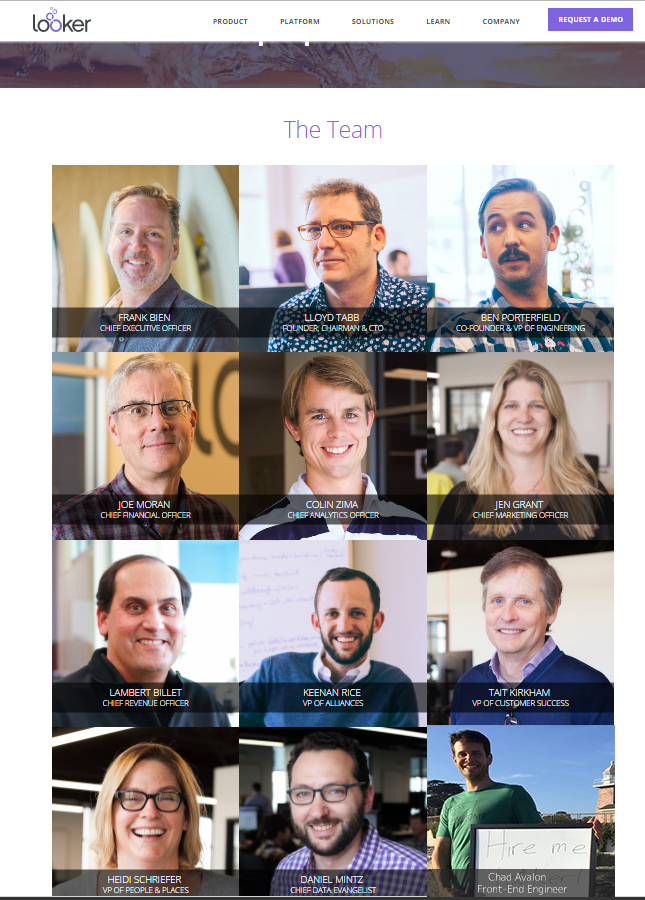 looker
PRODUCT PLATFORM SOLUTIONS LEARN COMPANY REQUEST A DEMO
The Team
FRANK BIEN
CHIEF EXECUTIVE OFFICER
LLOYD TABB
FOUNDER, CHAIRMAN & CTO
BEN PORTERFIELD
CO-FOUNDER & VP OF ENGINEERING
JOE MORAN
CHIEF FINANCIAL OFFICER
COLIN ZIMA
CHIEF ANALYTICS OFFICER
JEN GRANT
CHIEF MARKETING OFFICER
LAMBERT BILLET
CHIEF REVENUE OFFICER
KEENAN RICE
VP OF ALLIANCES
TAIT KIRKHAM
VP OF CUSTOMER SUCCESS
HEIDI SCHRIEFER
VP OF PEOPLE & PLACES
DANIEL MINTZ
CHIEF DATA EVANGELIST
Hire me
Chad Avalon
Front-End Engineer